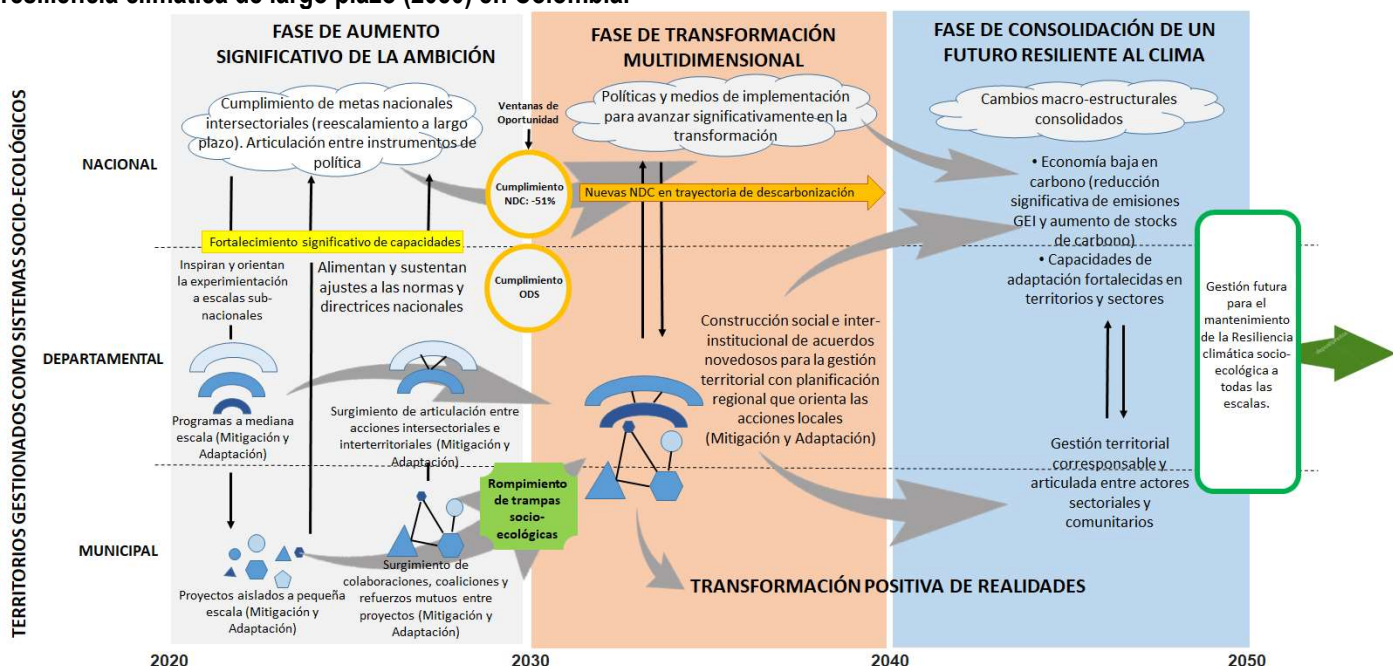 resiliencia climática de largo plazo (2050) en Colombia.
TERRITORIOS GESTIONADOS COMO SISTEMAS SOCIO-ECOLÓGICOS
NACIONAL
DEPARTAMENTAL
MUNICIPAL
FASE DE AUMENTO
SIGNIFICATIVO DE LA AMBICIÓN
Cumplimiento de metas nacionales
intersectoriales (reescalamiento a largo
plazo). Articulación entre instrumentos de
política
Ventanas de
Oportunidad
Cumplimiento
NDC: -51%
Fortalecimiento significativo de capacidades
Cumplimiento
ODS
Inspiran y orientan
la experimientación
a escalas sub-
nacionales
Alimentan y sustentan
ajustes a las normas y
directrices nacionales
Programas a mediana
escala (Mitigación y
Adaptación)
Surgimiento de articulación entre
acciones intersectoriales e
interterritoriales (Mitigación y
Adaptación)
Rompimiento
de trampas
socio-
ecológicas
Proyectos aislados a pequeña
escala (Mitigación y
Adaptación)
Surgimiento de
colaboraciones, coaliciones y
refuerzos mutuos entre
proyectos (Mitigación y
Adaptación)
FASE DE TRANSFORMACIÓN
MULTIDIMENSIONAL
Políticas y medios de implementación
para avanzar significativamente en la
transformación
Nuevas NDC en trayectoria de descarbonización
Construcción social e inter-
institucional de acuerdos
novedosos para la gestión
territorial con planificación
regional que orienta las
acciones locales
(Mitigación y Adaptación)
TRANSFORMACIÓN POSITIVA DE REALIDADES
FASE DE CONSOLIDACIÓN DE UN
FUTURO RESILIENTE AL CLIMA
Cambios macro-estructurales
consolidados
• Economía baja en
carbono (reducción
significativa de emisiones
GEI y aumento de stocks
de carbono)
• Capacidades de
adaptación fortalecidas en
territorios y sectores
Gestión territorial
corresponsable y
articulada entre actores
sectoriales y
comunitarios
Gestión futura
para el
mantenimiento
de la Resiliencia
climática socio-
ecológica a
todas las
escalas.
2020
2030
2040
2050